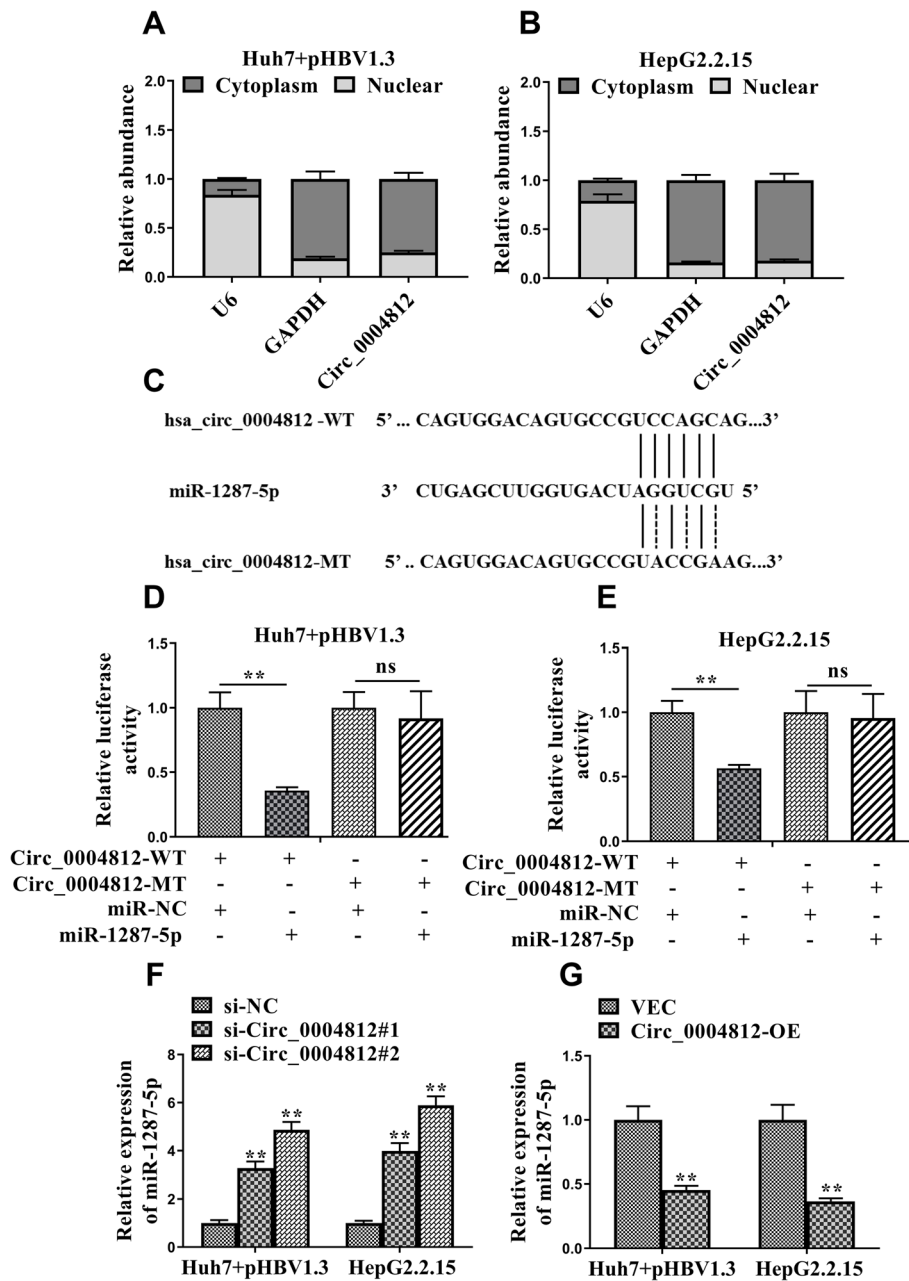 A
Huh7+pHBV1.3
Cytoplasm Nuclear
Relative abundance
2.0
1.5
1.0
0.5
0.0
U6
GAPDH
Circ_0004812
B
HepG2.2.15
Cytoplasm Nuclear
Relative abundance
2.0
1.5
1.0
0.5
0.0
U6
GAPDH
Circ_0004812
C
hsa_circ_0004812 -WT 5’ ... CAGUGGACAGUGCCGUCCAGCAG...3’
miR-1287-5p 3’ CUGAGCUUGGUGACUAGGUCGU 5’
hsa_circ_0004812-MT 5’ .. CAGUGGACAGUGCCGUACCGAAG...3’
D
Huh7+pHBV1.3
Relative luciferase
activity
1.5
1.0
0.5
0.0
** ns
Circ_0004812-WT + + - -
Circ_0004812-MT - - + +
miR-NC + - + -
miR-1287-5p - + - +
E
HepG2.2.15
Relative luciferase
activity
1.5
1.0
0.5
0.0
** ns
Circ_0004812-WT + + - -
Circ_0004812-MT - - + +
miR-NC + - + -
miR-1287-5p - + - +
F
si-NC
si-Circ_0004812#1
si-Circ_0004812#2
Relative expression
of miR-1287-5p
8
6
4
2
0
** ** ** **
Huh7+pHBV1.3 HepG2.2.15
G
VEC
Circ_0004812-OE
Relative expression
of miR-1287-5p
1.5
1.0
0.5
0.0
** **
Huh7+pHBV1.3 HepG2.2.15